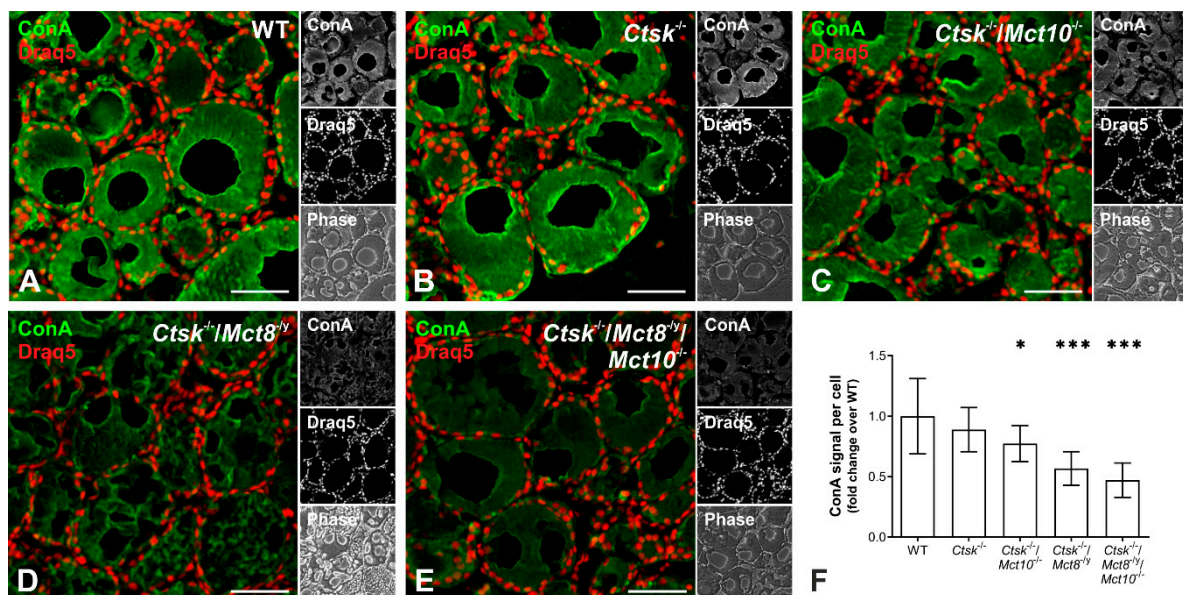 ConA
Draq5
WT
ConA
Draq5
Phase
A
ConA
Draq5
Ctsk-/-
ConA
Draq5
Phase
B
ConA
Draq5
Ctsk-/-/Mct10-/-
ConA
Draq5
Phase
C
ConA
Draq5
Ctsk-/-/Mct8-/y
ConA
Draq5
Phase
D
ConA
Draq5
Ctsk-/-/Mct8-/y/
Mct10-/-
ConA
Draq5
Phase
E
* *** ***
ConA signal per cell
(fold change over WT)
1.5
1.0
0.5
0.0
WT
Ctsk-/-
Ctsk-/-/
Mct10-/-
Ctsk-/-/
Mct8-/y
Ctsk-/-/
Mct8-/y/
Mct10-/-
F